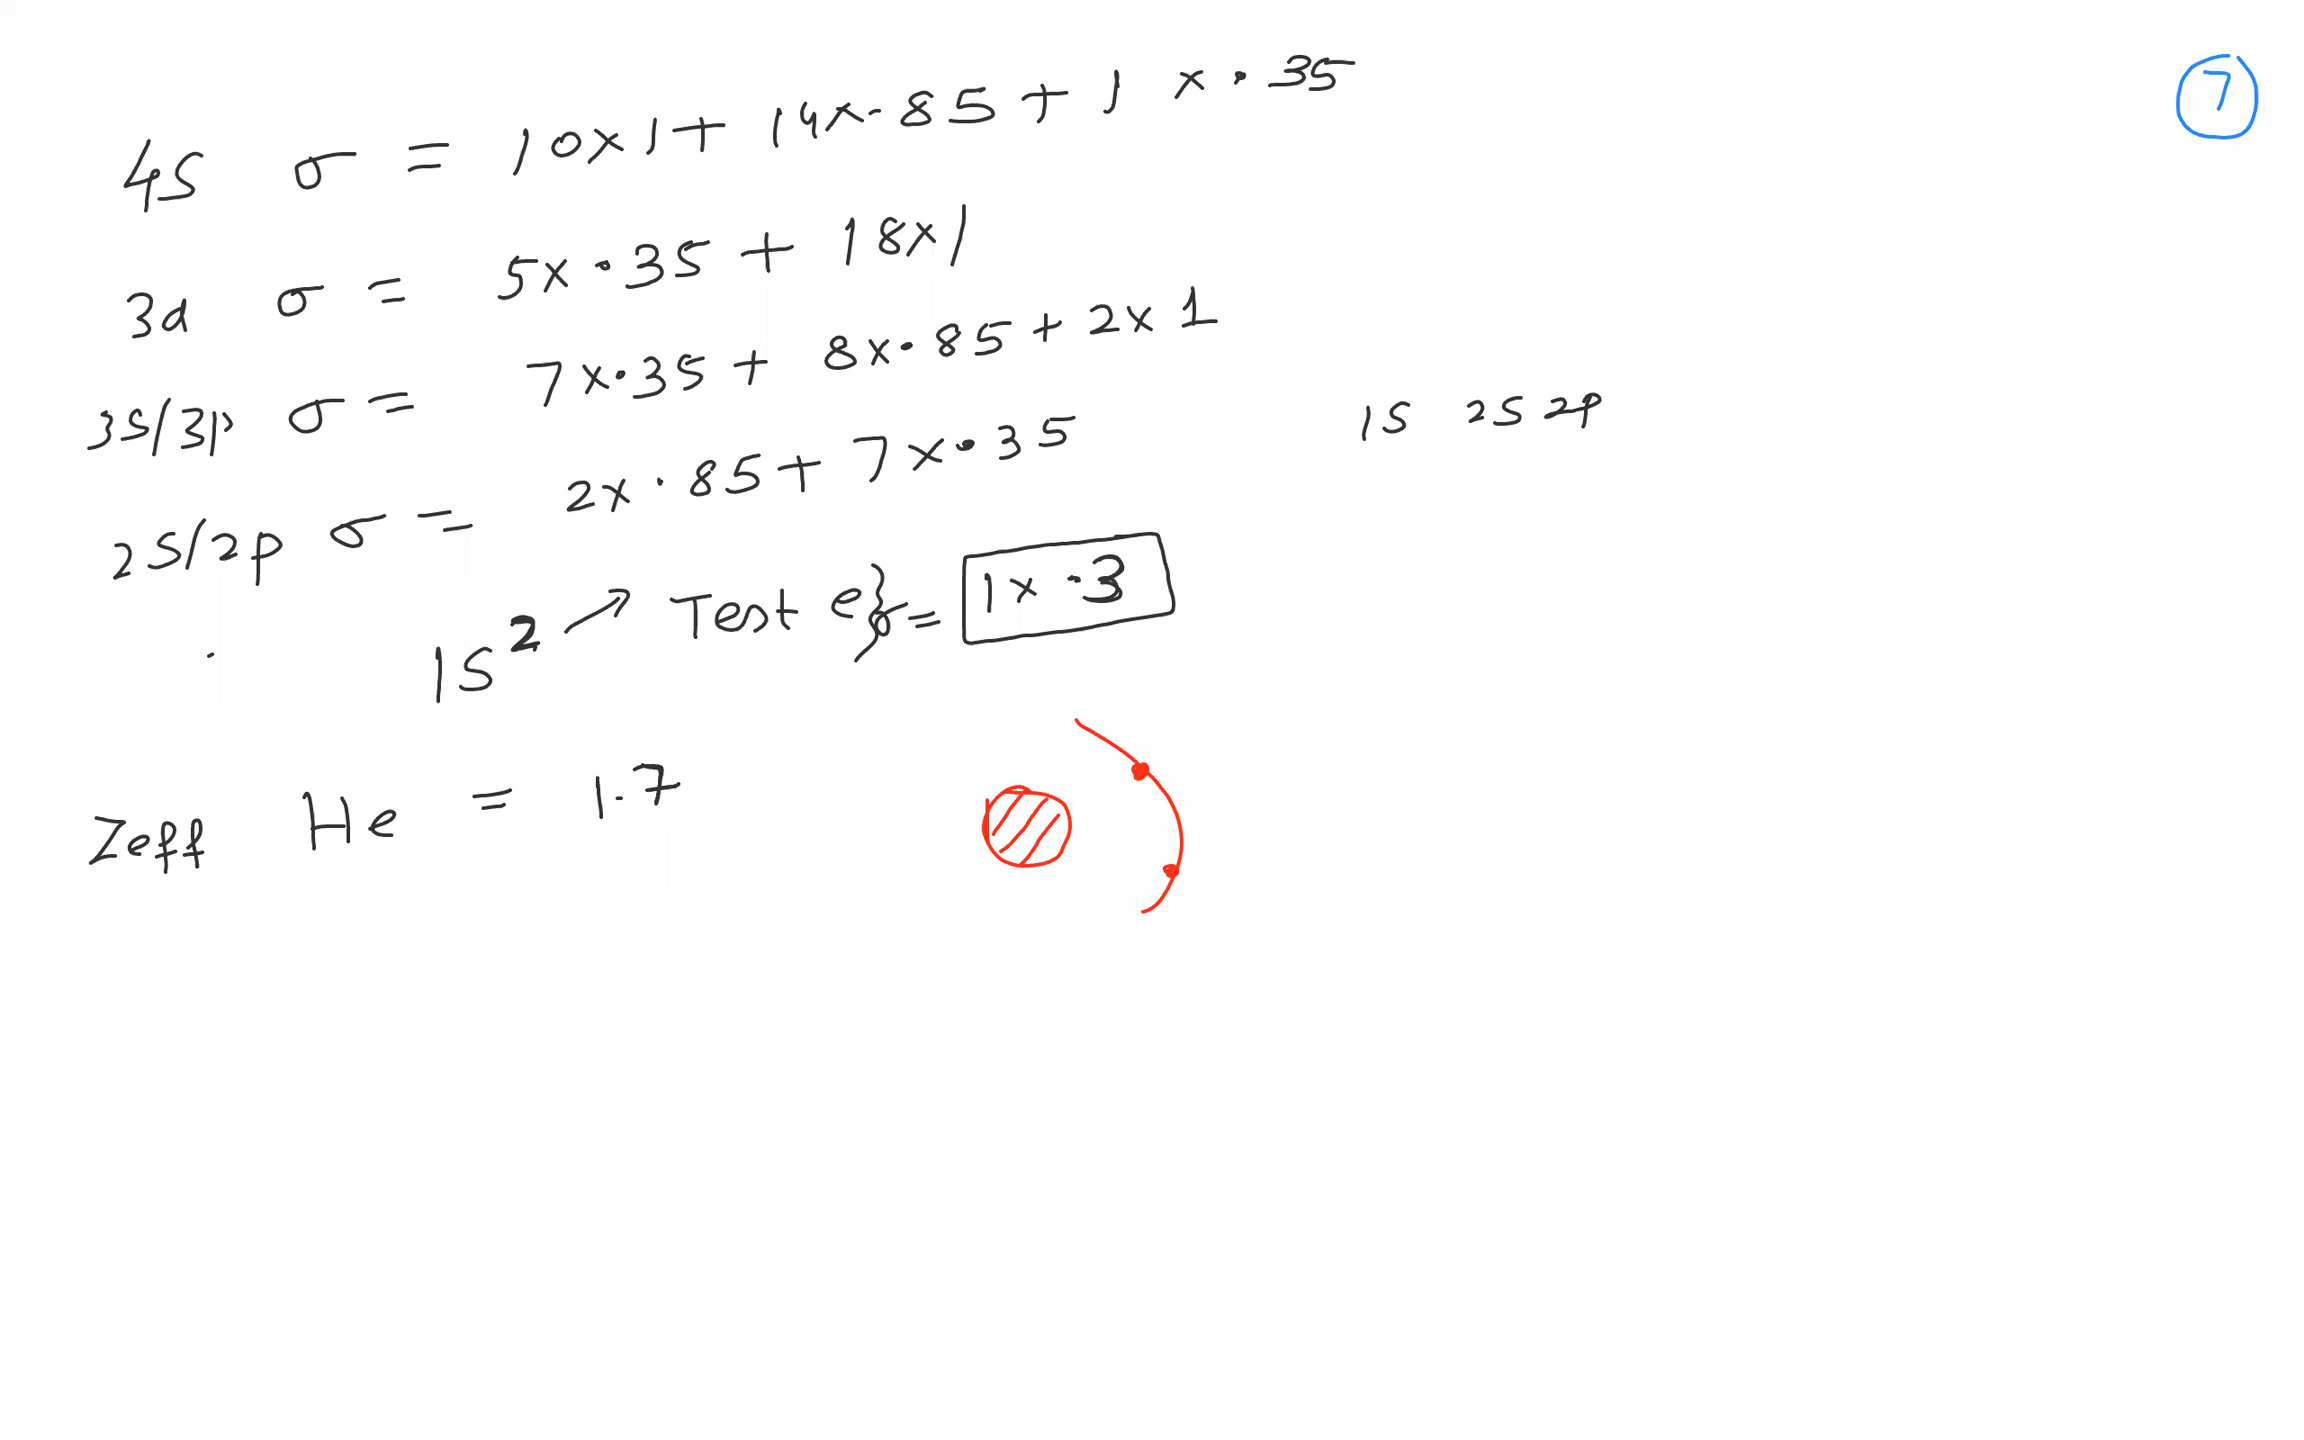 7
4s σ = 10x1 + 14x.85 + 1 x .35
3d σ = 5x.35 + 18x1
3s/3p σ = 7x.35 + 8x.85 + 2x1
1s 2s 2p
2s/2p σ = 2x.85 + 7x.35
1s² → Test e}σ = 1x.3
Zeff He = 1.7